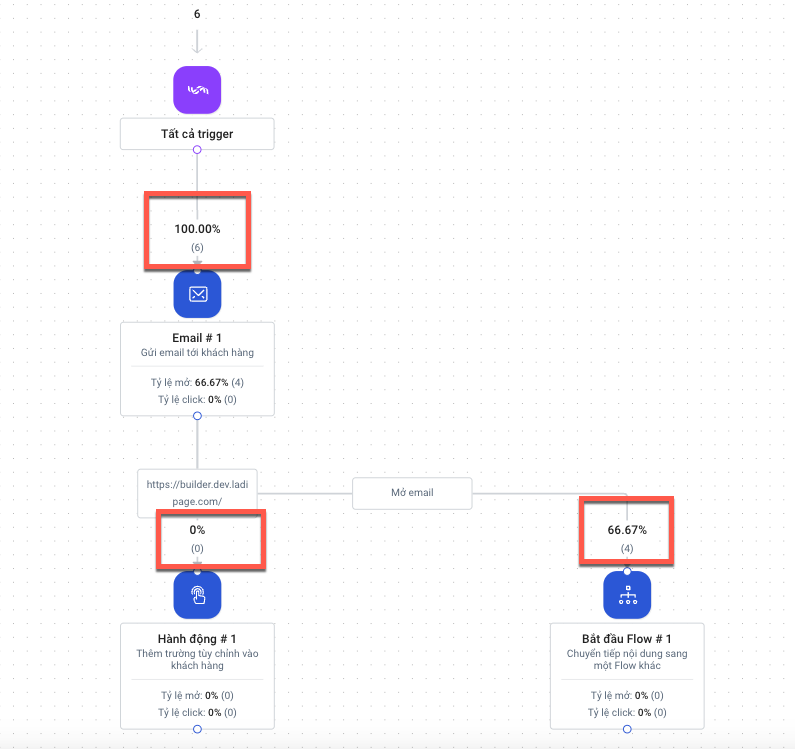 6
Tất cả trigger
100.00%
(6)
Email # 1
Gửi email tới khách hàng
Tỷ lệ mở: 66.67% (4)
Tỷ lệ click: 0% (0)
https://builder.dev.ladi
page.com/
Mở email
0%
(0)
66.67%
(4)
Hành động # 1
Thêm trường tùy chỉnh vào
khách hàng
Tỷ lệ mở: 0% (0)
Tỷ lệ click: 0% (0)
Bắt đầu Flow # 1
Chuyển tiếp nội dung sang
một Flow khác
Tỷ lệ mở: 0% (0)
Tỷ lệ click: 0% (0)